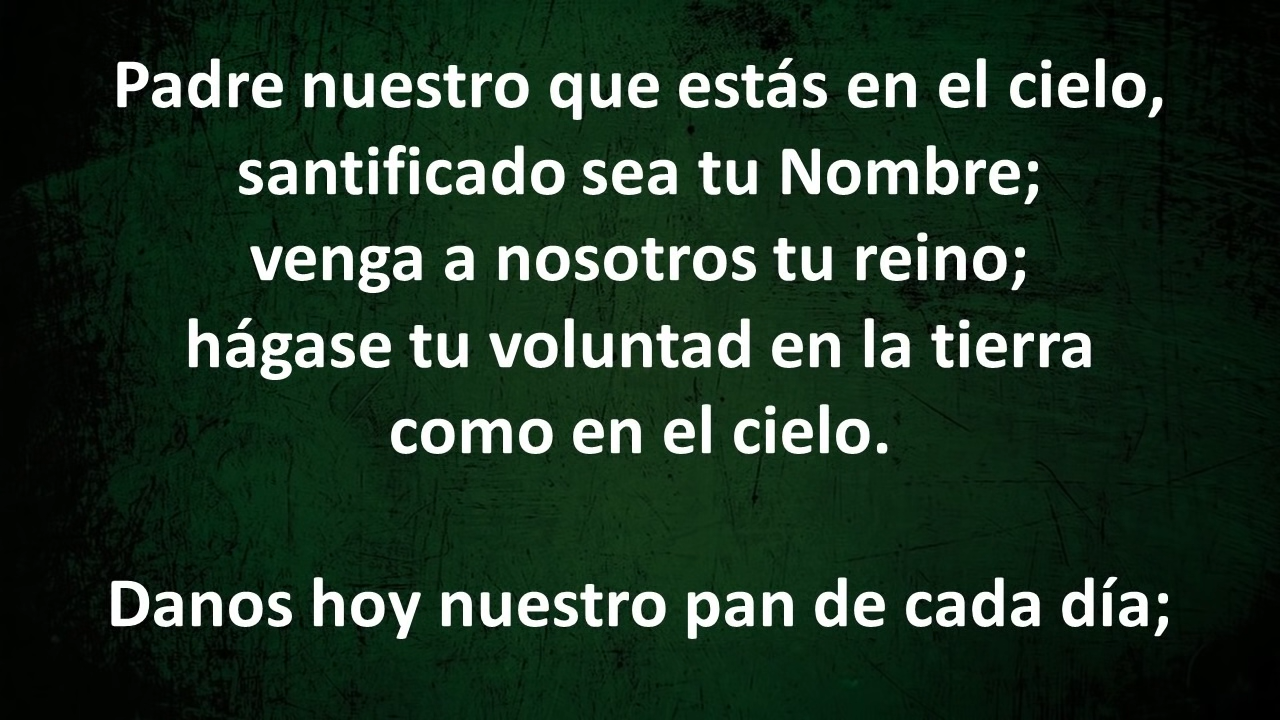 Padre nuestro que estás en el cielo,
santificado sea tu Nombre;
venga a nosotros tu reino;
hágase tu voluntad en la tierra
como en el cielo.
Danos hoy nuestro pan de cada día;